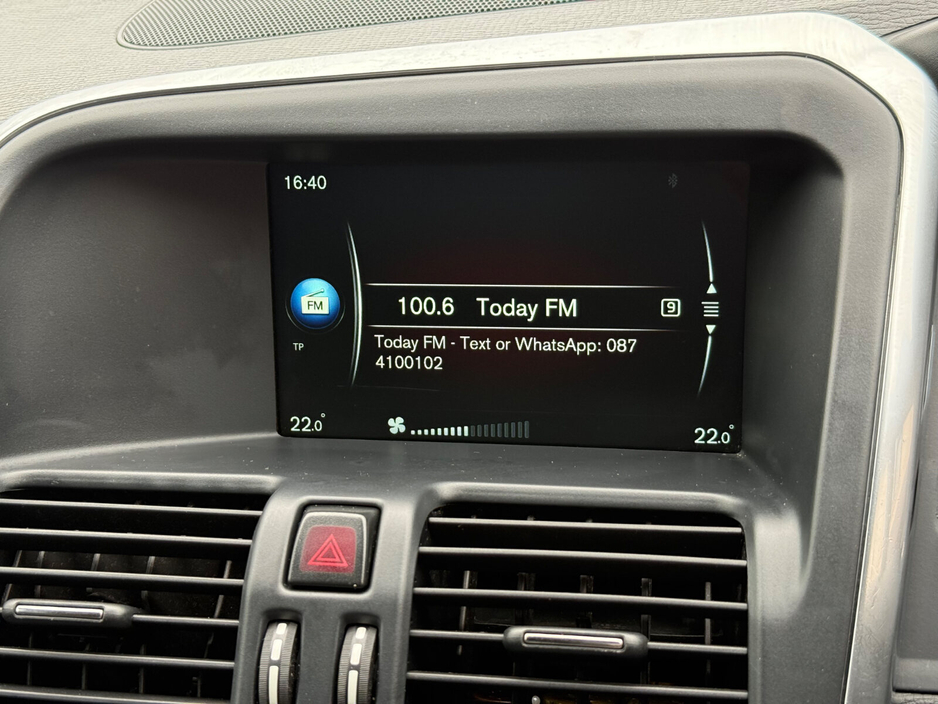 16:40
FM
100.6 Today FM 9
TP
Today FM - Text or WhatsApp: 087
4100102
22.0°
22.0°